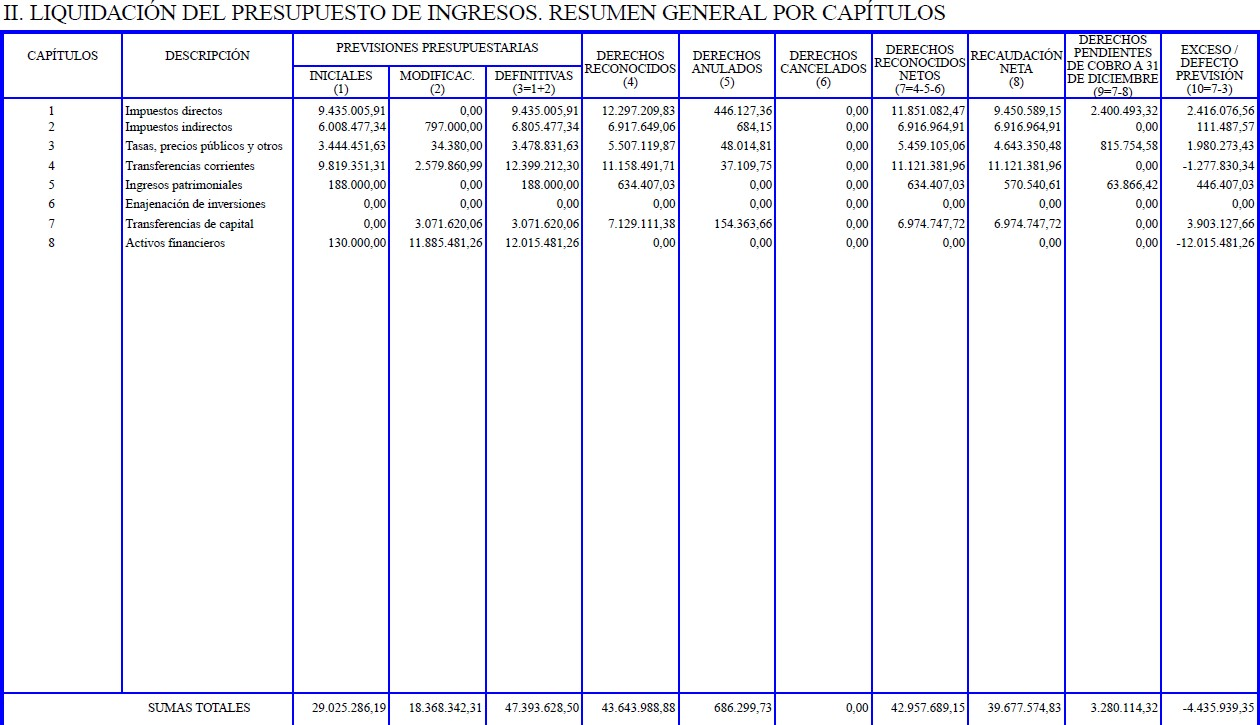 II. LIQUIDACIÓN DEL PRESUPUESTO DE INGRESOS. RESUMEN GENERAL POR CAPÍTULOS
CAPÍTULOS DESCRIPCIÓN PREVISIONES PRESUPUESTARIAS DERECHOS RECONOCIDOS (4) DERECHOS ANULADOS (5) DERECHOS CANCELADOS (6) DERECHOS RECONOCIDOS NETOS (7=4-5-6) RECAUDACIÓN NETA (8) DERECHOS PENDIENTES DE COBRO A 31 DE DICIEMBRE (9=7-8) EXCESO / DEFECTO PREVISIÓN (10=7-3)
INICIALES (1) MODIFICAC. (2) DEFINITIVAS (3=1+2)
1 Impuestos directos 9.435.005,91 0,00 9.435.005,91 12.297.209,83 446.127,36 0,00 11.851.082,47 9.450.589,15 2.400.493,32 2.416.076,56
2 Impuestos indirectos 6.008.477,34 797.000,00 6.805.477,34 6.917.649,06 684,15 0,00 6.916.964,91 6.916.964,91 0,00 111.487,57
3 Tasas, precios públicos y otros 3.444.451,63 34.380,00 3.478.831,63 5.507.119,87 48.014,81 0,00 5.459.105,06 4.643.350,48 815.754,58 1.980.273,43
4 Transferencias corrientes 9.819.351,31 2.579.860,99 12.399.212,30 11.158.491,71 37.109,75 0,00 11.121.381,96 11.121.381,96 0,00 -1.277.830,34
5 Ingresos patrimoniales 188.000,00 0,00 188.000,00 634.407,03 0,00 0,00 634.407,03 570.540,61 63.866,42 446.407,03
6 Enajenación de inversiones 0,00 0,00 0,00 0,00 0,00 0,00 0,00 0,00 0,00 0,00
7 Transferencias de capital 0,00 3.071.620,06 3.071.620,06 7.129.111,38 154.363,66 0,00 6.974.747,72 6.974.747,72 0,00 3.903.127,66
8 Activos financieros 130.000,00 11.885.481,26 12.015.481,26 0,00 0,00 0,00 0,00 0,00 0,00 -12.015.481,26
SUMAS TOTALES 29.025.286,19 18.368.342,31 47.393.628,50 43.643.988,88 686.299,73 0,00 42.957.689,15 39.677.574,83 3.280.114,32 -4.435.939,35